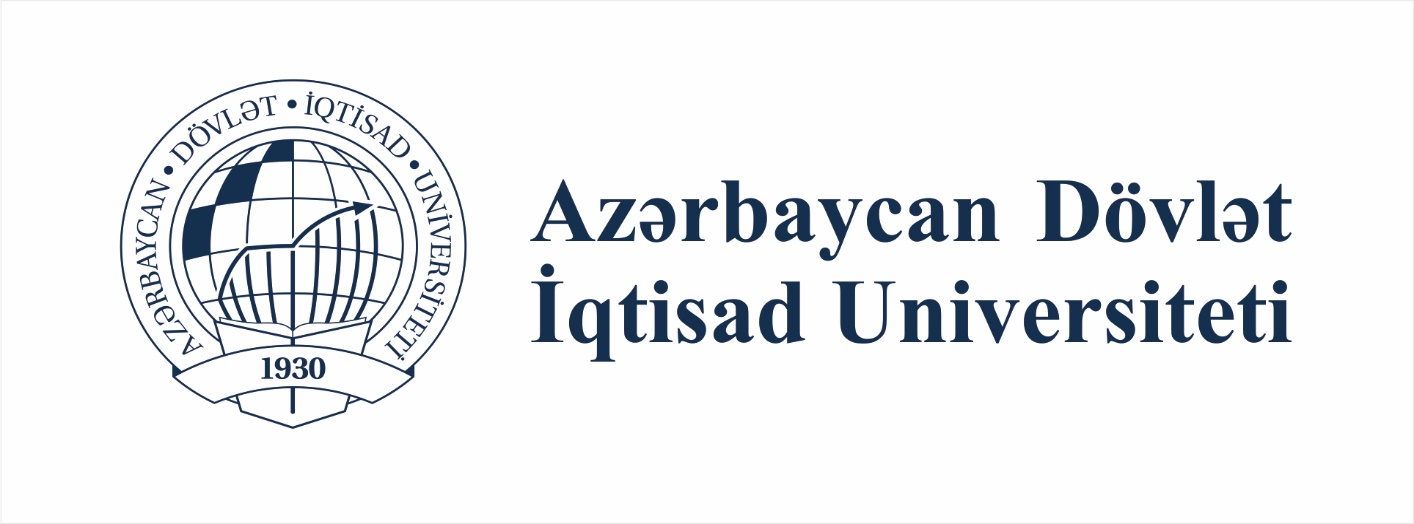 AZƏRBAYCAN • DÖVLƏT • İQTİSAD • UNİVERSİTETİ
1930
Azərbaycan Dövlət
İqtisad Universiteti